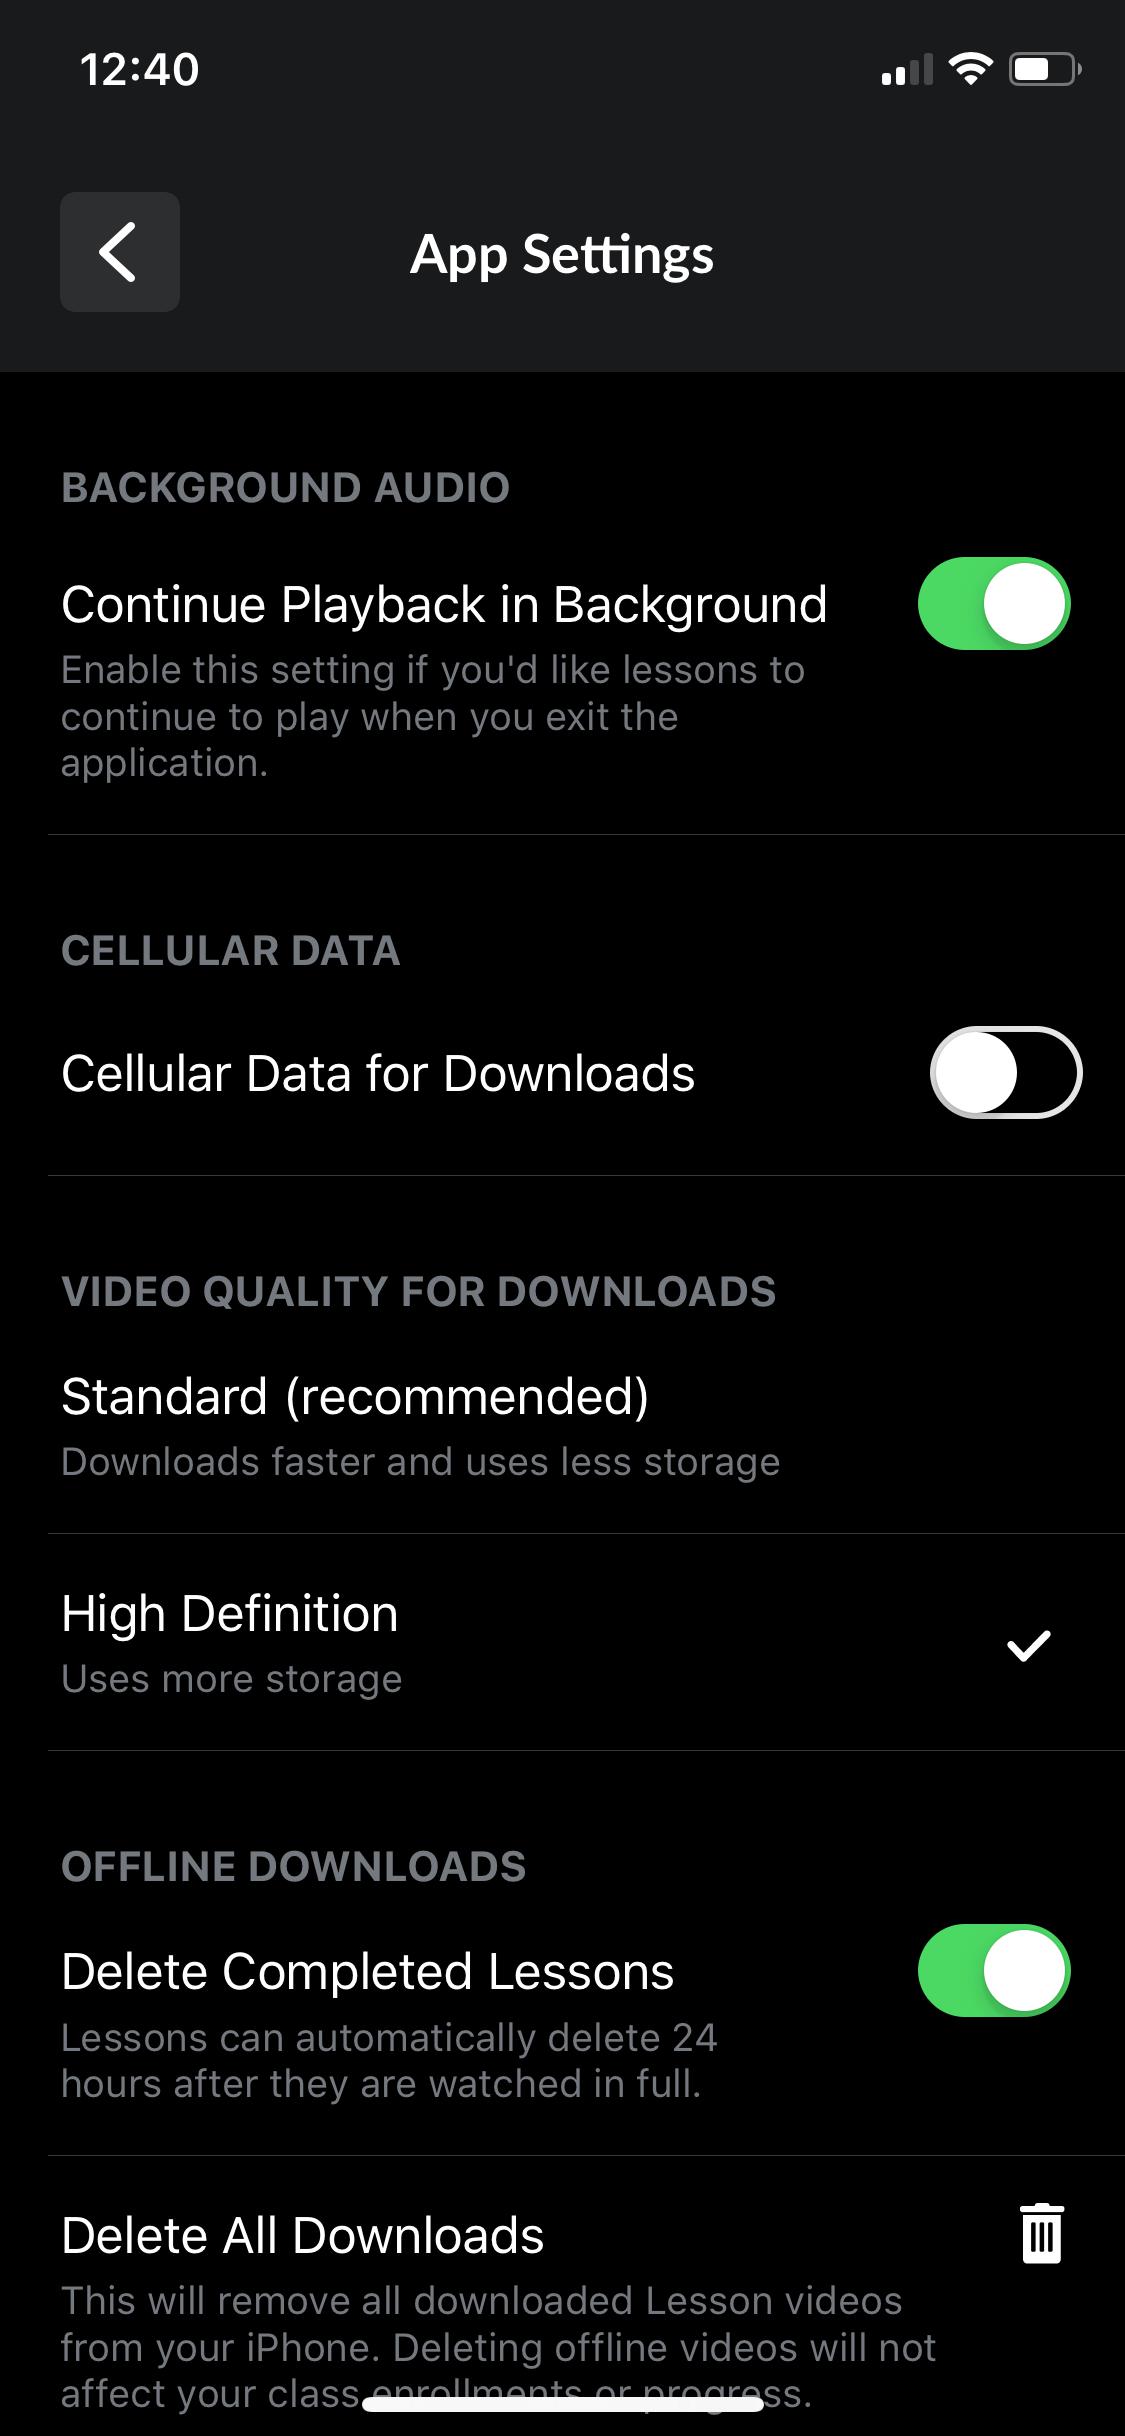 12:40
App Settings
BACKGROUND AUDIO
Continue Playback in Background
Enable this setting if you'd like lessons to
continue to play when you exit the
application.
CELLULAR DATA
Cellular Data for Downloads
VIDEO QUALITY FOR DOWNLOADS
Standard (recommended)
Downloads faster and uses less storage
High Definition
Uses more storage
OFFLINE DOWNLOADS
Delete Completed Lessons
Lessons can automatically delete 24
hours after they are watched in full.
Delete All Downloads
This will remove all downloaded Lesson videos
from your iPhone. Deleting offline videos will not
affect your class enrollments or progress.